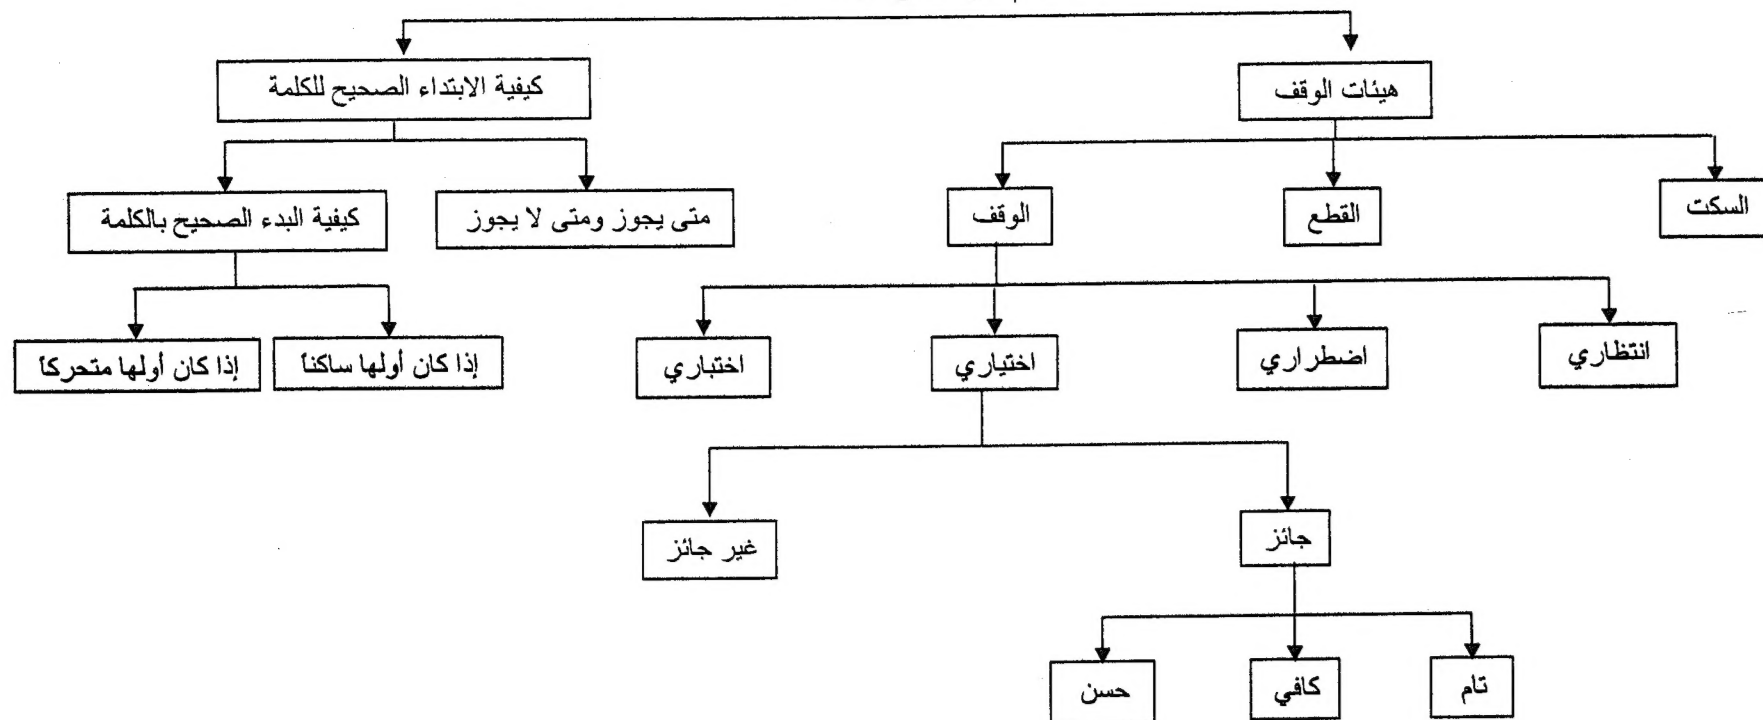 هيئات الوقف
كيفية الابتداء الصحيح للكلمة
السكت
القطع
الوقف
متى يجوز ومتى لا يجوز
كيفية البدء الصحيح بالكلمة
انتظاري
اضطراري
اختياري
اختباري
إذا كان أولها ساكناً
إذا كان أولها متحركاً
جائز
غير جائز
تام
كافي
حسن